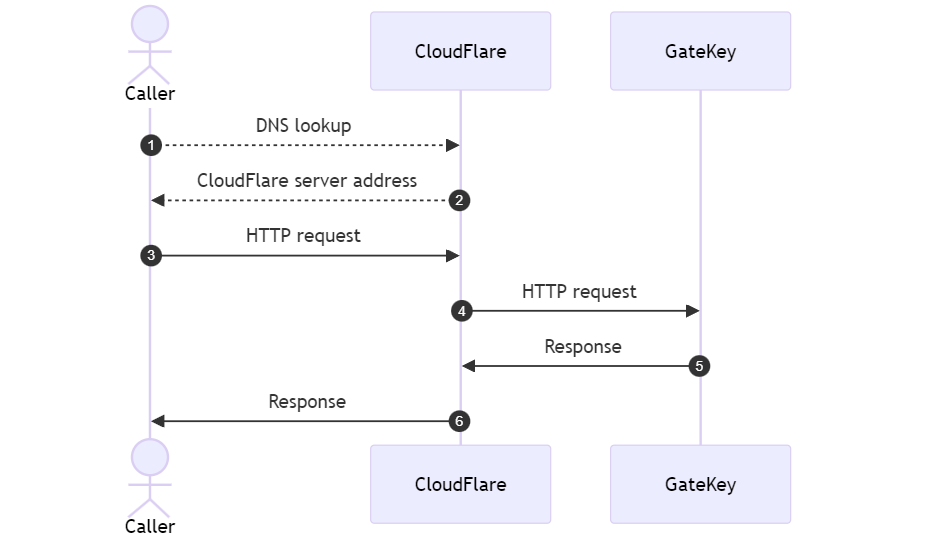 CloudFlare
GateKey
Caller
DNS lookup
1
CloudFlare server address
2
HTTP request
3
HTTP request
4
Response
5
Response
6
CloudFlare
GateKey
Caller